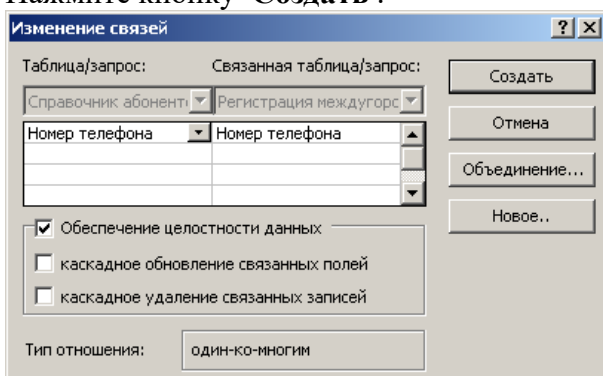 Нажмите кнопку "Создать".
Изменение связей
Таблица/запрос: Связанная таблица/запрос:
Справочник абонент Регистрация междугорс
Номер телефона Номер телефона
Создать
Отмена
Объединение...
Новое..
Обеспечение целостности данных
каскадное обновление связанных полей
каскадное удаление связанных записей
Тип отношения: один-ко-многим